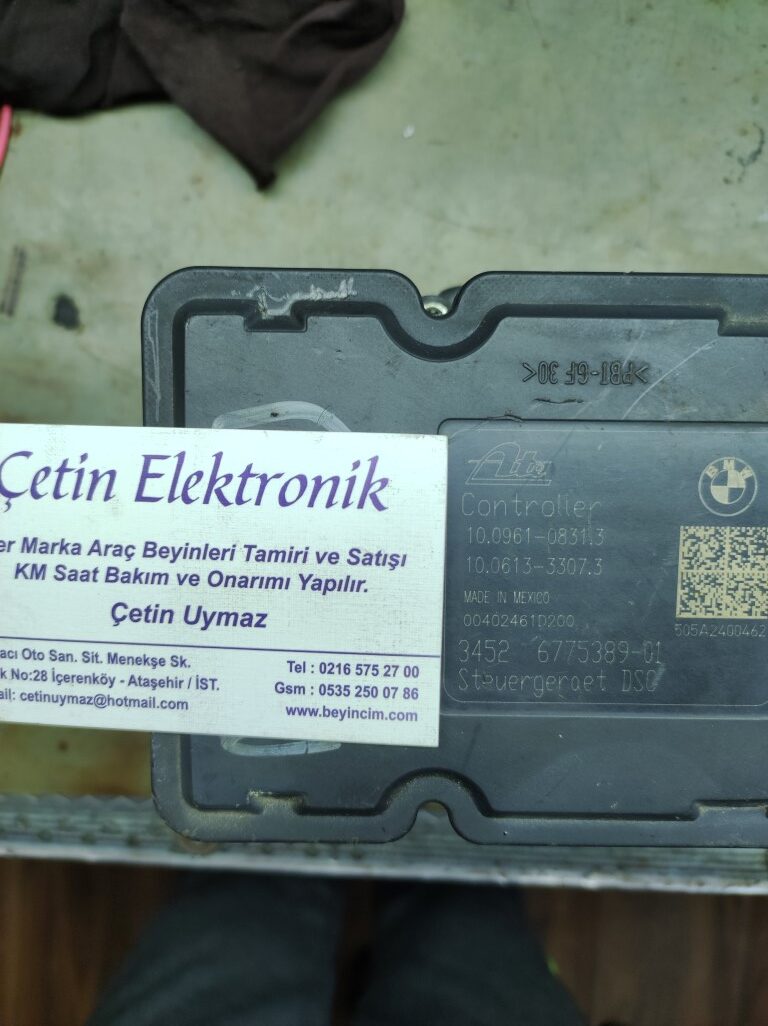 >PBT-GF 30<
Çetin Elektronik
er Marka Araç Beyinleri Tamiri ve Satışı
KM Saat Bakım ve Onarımı Yapılır.
Çetin Uymaz
acı Oto San. Sit. Menekşe Sk.
k No:28 İçerenköy - Ataşehir / İST.
ail: cetinuymaz@hotmail.com
Tel : 0216 575 27 00
Gsm : 0535 250 07 86
www.beyincim.com
Ate
BMW
Controller
10.0961-0831.3
10.0613-3307.3
MADE IN MEXICO
00402461D200
505A2400462
3452 6775389-01
Steuergeraet DSC